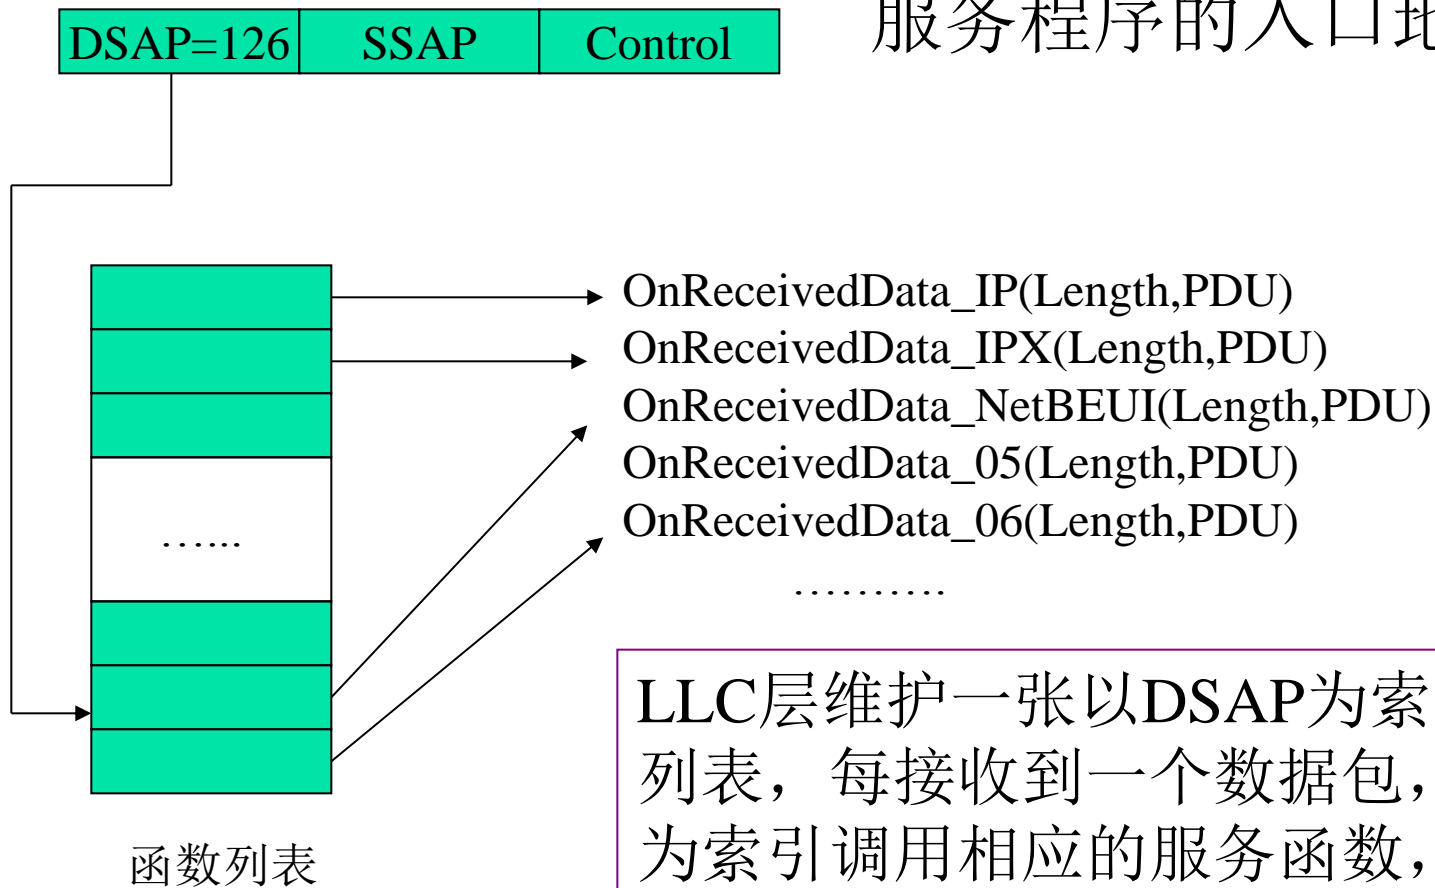 服务程序的入口地
DSAP=126 SSAP Control
OnReceivedData_IP(Length,PDU)
OnReceivedData_IPX(Length,PDU)
OnReceivedData_NetBEUI(Length,PDU)
OnReceivedData_05(Length,PDU)
OnReceivedData_06(Length,PDU)
……
……….
LLC层维护一张以DSAP为索
列表，每接收到一个数据包，
为索引调用相应的服务函数，
函数列表